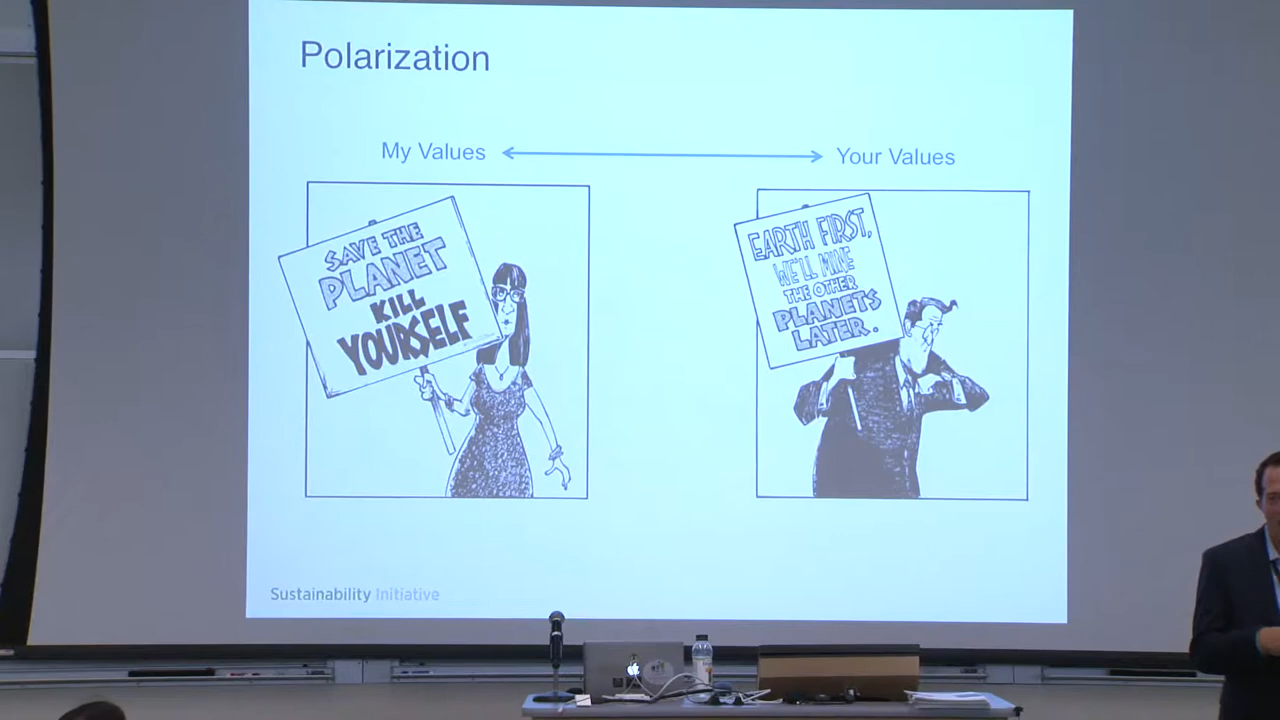 Polarization
My Values
Your Values
SAVE THE
PLANET
KILL
YOURSELF
EARTH FIRST,
WE'LL MINE
THE OTHER
PLANETS
LATER.
Sustainability Initiative